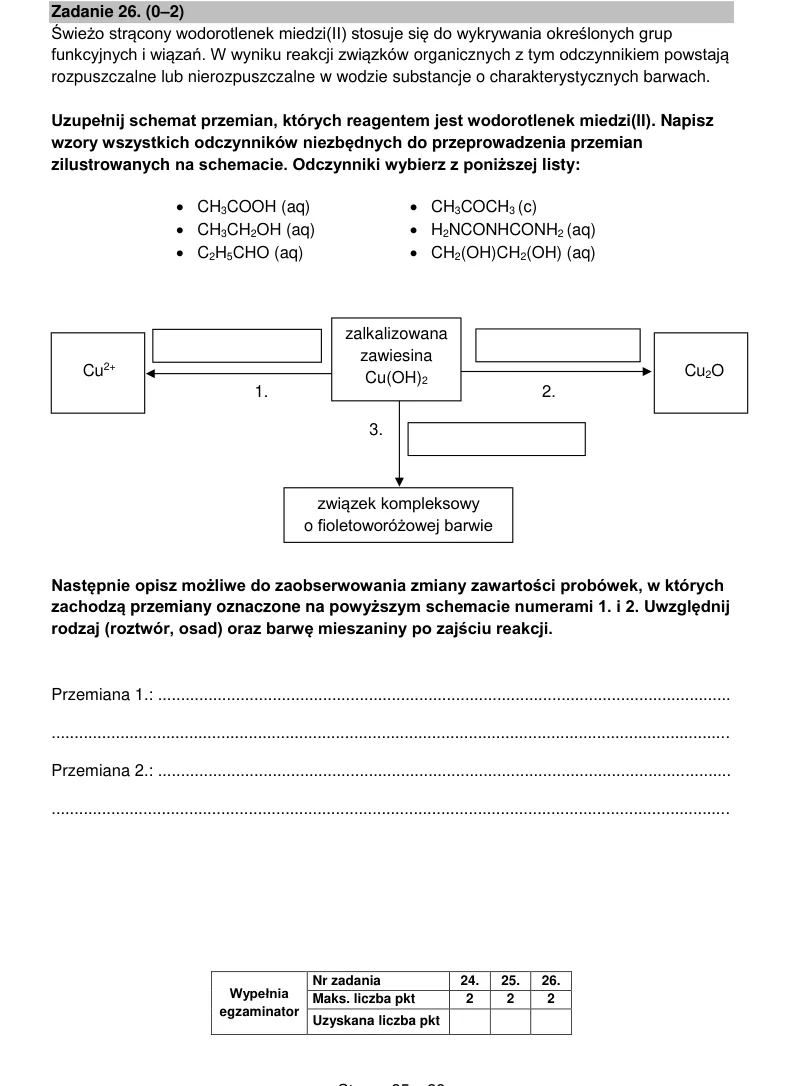 Zadanie 26. (0–2)
Świeżo strącony wodorotlenek miedzi(II) stosuje się do wykrywania określonych grup
funkcyjnych i wiązań. W wyniku reakcji związków organicznych z tym odczynnikiem powstają
rozpuszczalne lub nierozpuszczalne w wodzie substancje o charakterystycznych barwach.
Uzupełnij schemat przemian, których reagentem jest wodorotlenek miedzi(II). Napisz
wzory wszystkich odczynników niezbędnych do przeprowadzenia przemian
zilustrowanych na schemacie. Odczynniki wybierz z poniższej listy:
• CH₃COOH (aq)
• CH₃CH₂OH (aq)
• C₂H₅CHO (aq)
• CH₃COCH₃ (c)
• H₂NCONHCONH₂ (aq)
• CH₂(OH)CH₂(OH) (aq)
Cu²⁺
1.
zalkalizowana
zawiesina
Cu(OH)₂
2.
Cu₂O
3.
związek kompleksowy
o fioletoworóżowej barwie
Następnie opisz możliwe do zaobserwowania zmiany zawartości probówek, w których
zachodzą przemiany oznaczone na powyższym schemacie numerami 1. i 2. Uwzględnij
rodzaj (roztwór, osad) oraz barwę mieszaniny po zajściu reakcji.
Przemiana 1.: ..............................................................................................................................
......................................................................................................................................................
Przemiana 2.: ..............................................................................................................................
......................................................................................................................................................
Wypełnia
egzaminator
Nr zadania 24. 25. 26.
Maks. liczba pkt 2 2 2
Uzyskana liczba pkt